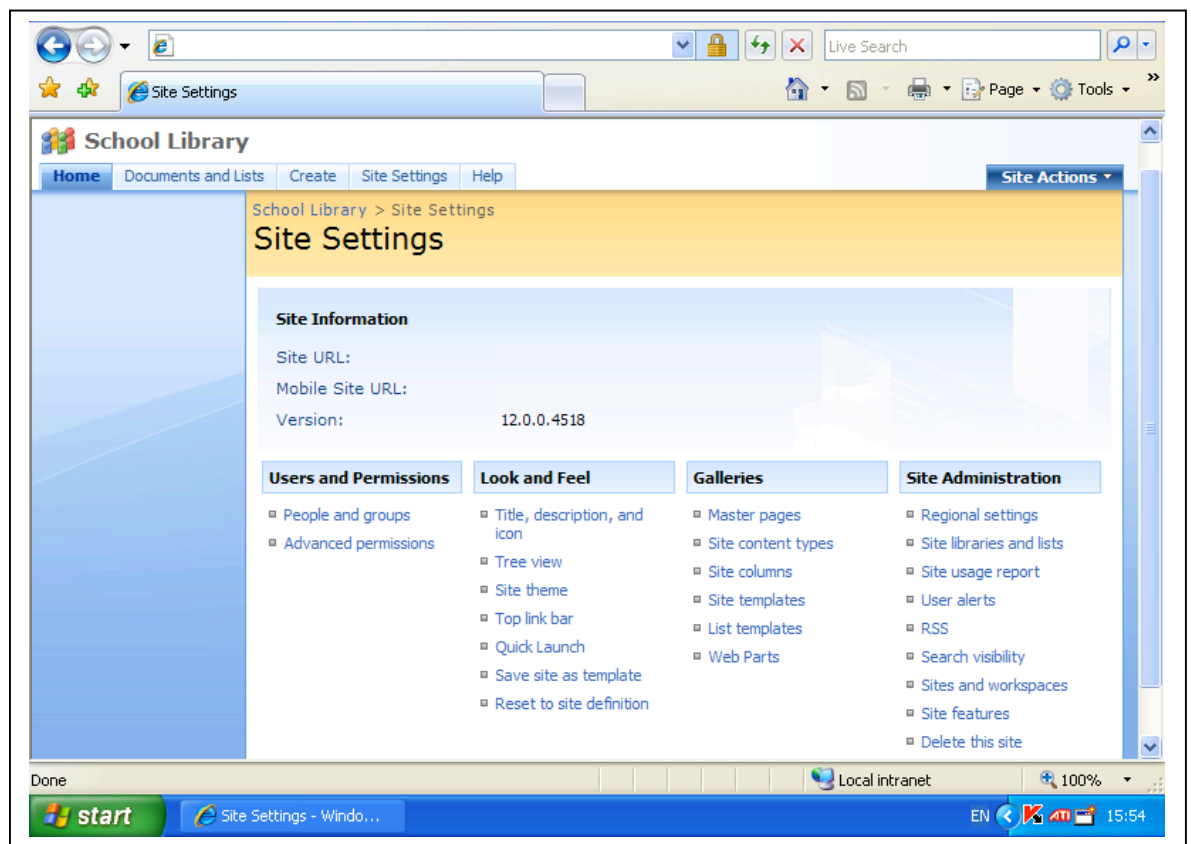 Live Search
Site Settings
Page
Tools
»
School Library
Home Documents and Lists Create Site Settings Help
Site Actions
School Library > Site Settings
Site Settings
Site Information
Site URL:
Mobile Site URL:
Version: 12.0.0.4518
Users and Permissions
People and groups
Advanced permissions
Look and Feel
Title, description, and
icon
Tree view
Site theme
Top link bar
Quick Launch
Save site as template
Reset to site definition
Galleries
Master pages
Site content types
Site columns
Site templates
List templates
Web Parts
Site Administration
Regional settings
Site libraries and lists
Site usage report
User alerts
RSS
Search visibility
Sites and workspaces
Site features
Delete this site
Done
Local intranet
100%
start
Site Settings - Windo...
EN
ATI
15:54